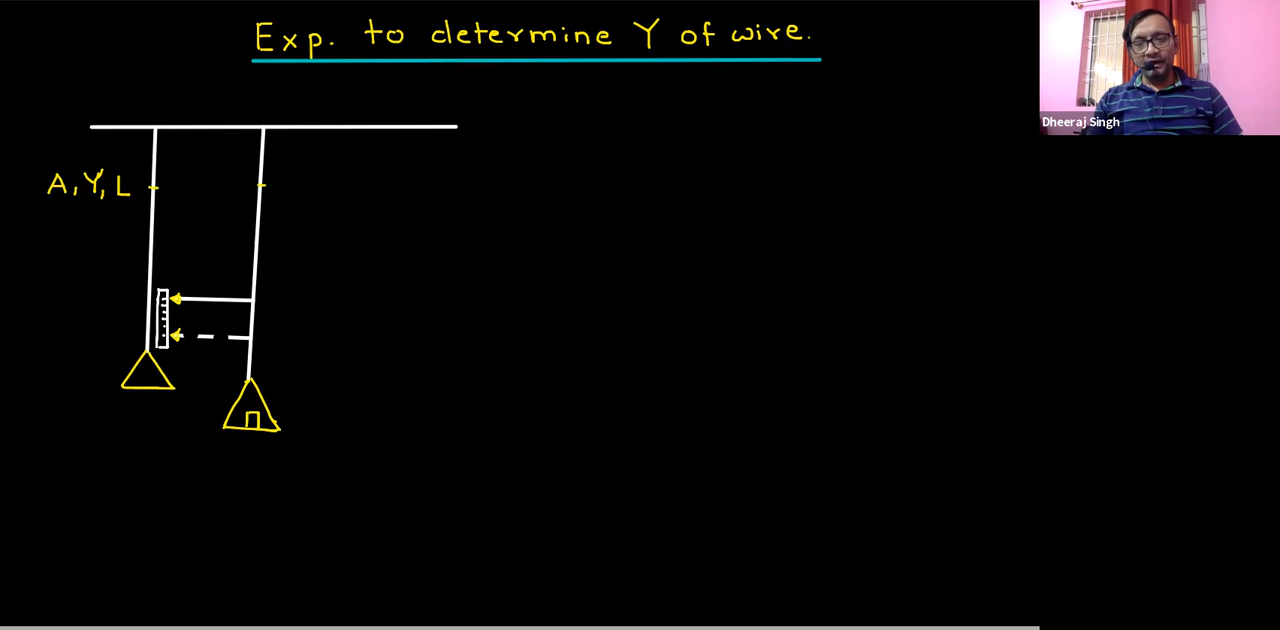 Exp. to determine Y of wire.
Dheeraj Singh
A, Y, L